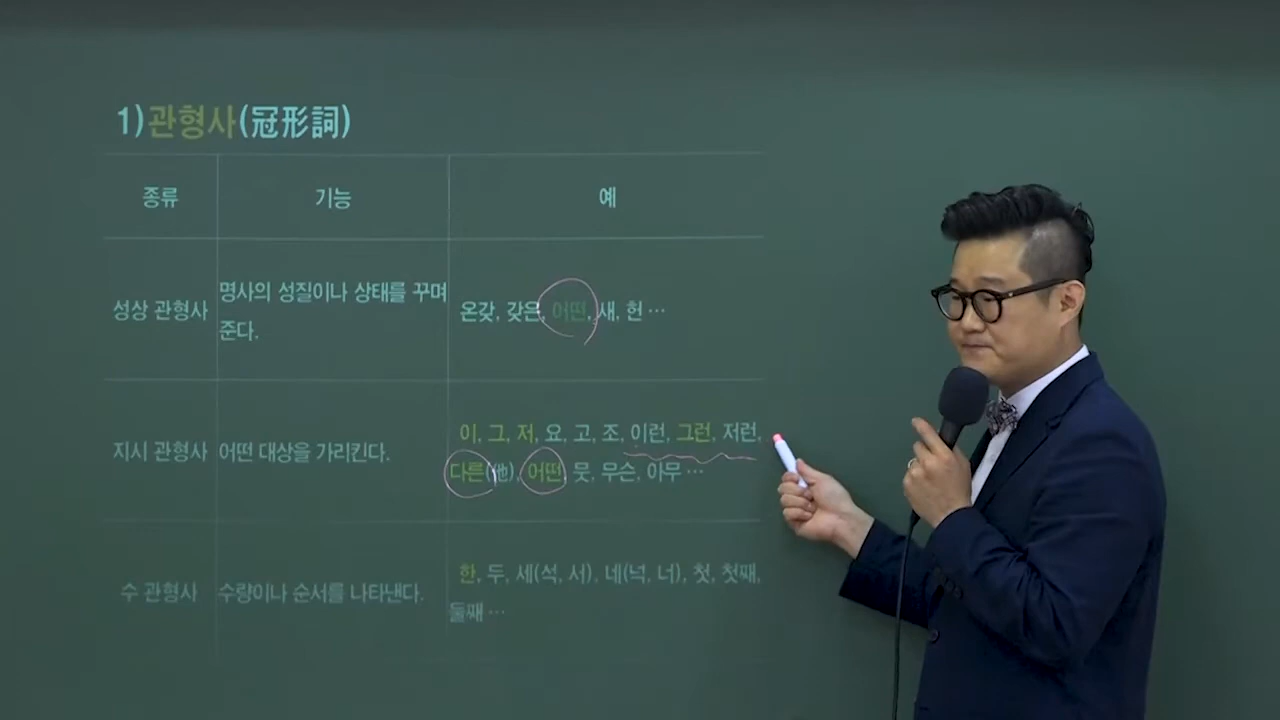 1)관형사(冠形詞)
종류
기능
예
성상 관형사
명사의 성질이나 상태를 꾸며
준다.
온갖, 갖은, 어떤, 새, 헌 …
지시 관형사
어떤 대상을 가리킨다.
이, 그, 저, 요, 고, 조, 이런, 그런, 저런,
다른(他), 어떤, 뭇, 무슨, 아무 …
수 관형사
수량이나 순서를 나타낸다.
한, 두, 세(석, 서), 네(넉, 너), 첫, 첫째,
둘째 …